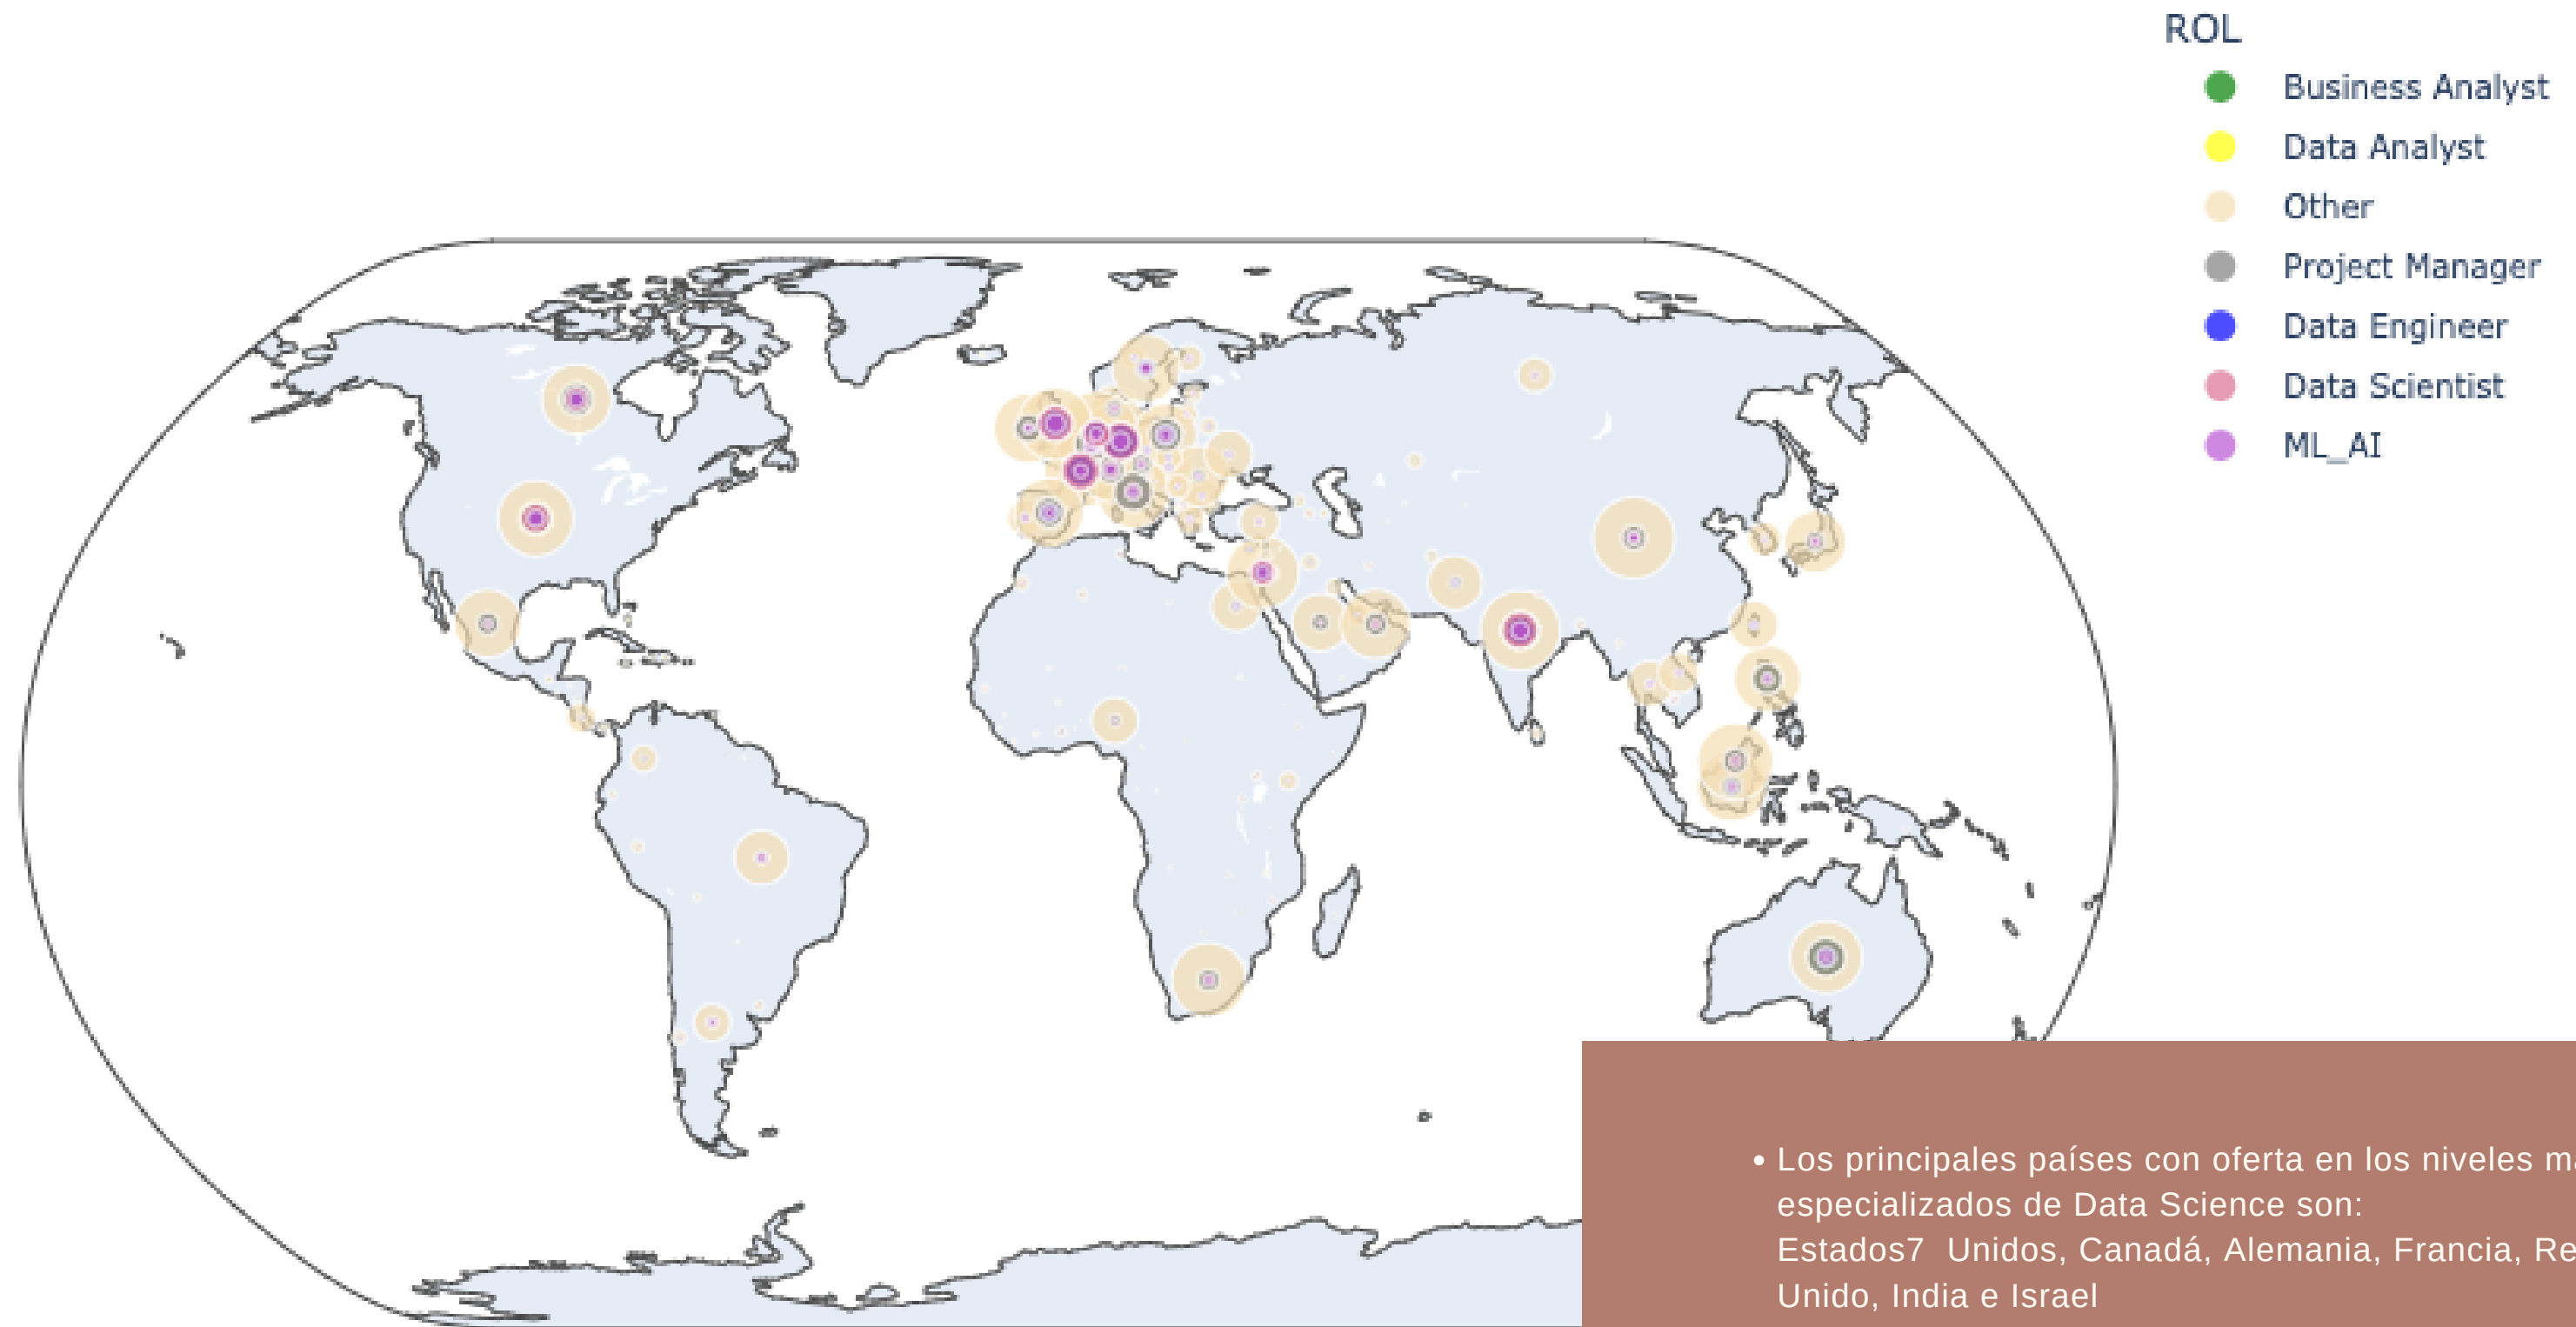 ROL
Business Analyst
Data Analyst
Other
Project Manager
Data Engineer
Data Scientist
ML_AI
• Los principales países con oferta en los niveles
especializados de Data Science son:
Estados7 Unidos, Canadá, Alemania, Francia,
Unido, India e Israel